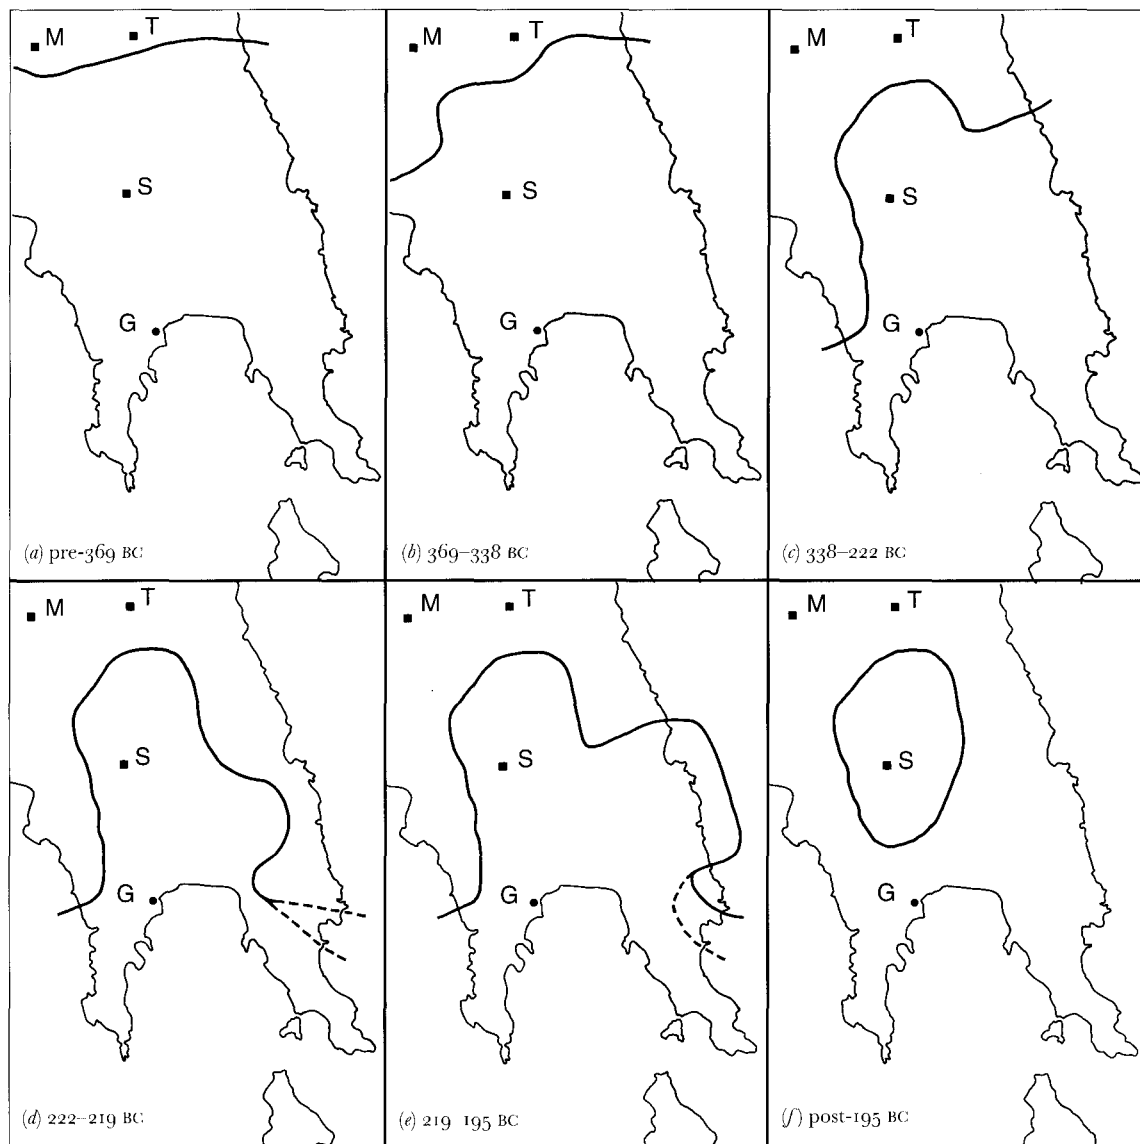 M
T
S
G
(a) pre-369 BC
M
T
S
G
(b) 369–338 BC
M
T
S
G
(c) 338–222 BC
M
T
S
G
(d) 222–219 BC
M
T
S
G
(e) 219 195 BC
M
T
S
G
(f) post-195 BC